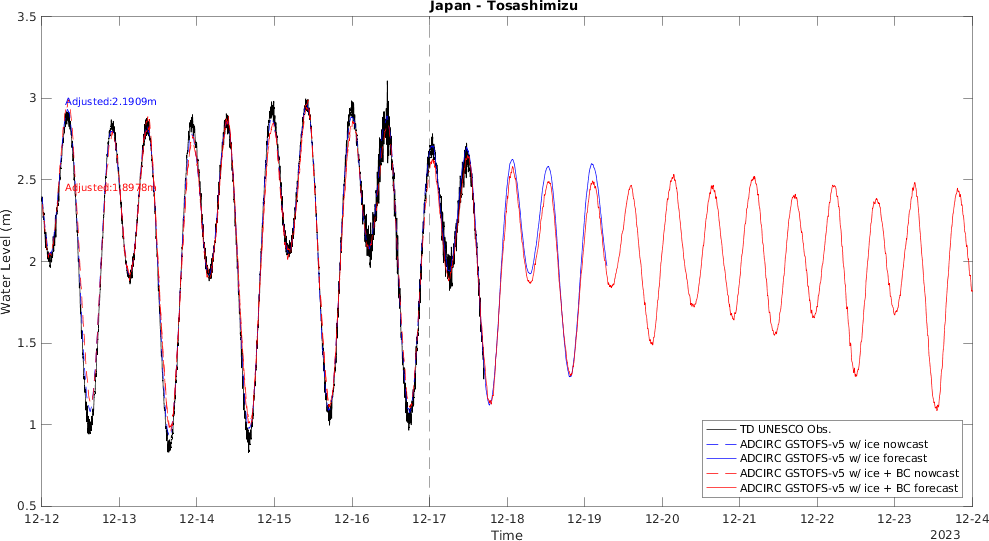 Japan - Tosashimizu
3.5
3
2.5
2
1.5
1
0.5
Water Level (m)
Adjusted:2.1909m
Adjusted:1.8978m
TD UNESCO Obs.
ADCIRC GSTOFS-v5 w/ ice nowcast
ADCIRC GSTOFS-v5 w/ ice forecast
ADCIRC GSTOFS-v5 w/ ice + BC nowcast
ADCIRC GSTOFS-v5 w/ ice + BC forecast
12-12 12-13 12-14 12-15 12-16 12-17 12-18 12-19 12-20 12-21 12-22 12-23 12-24
Time
2023